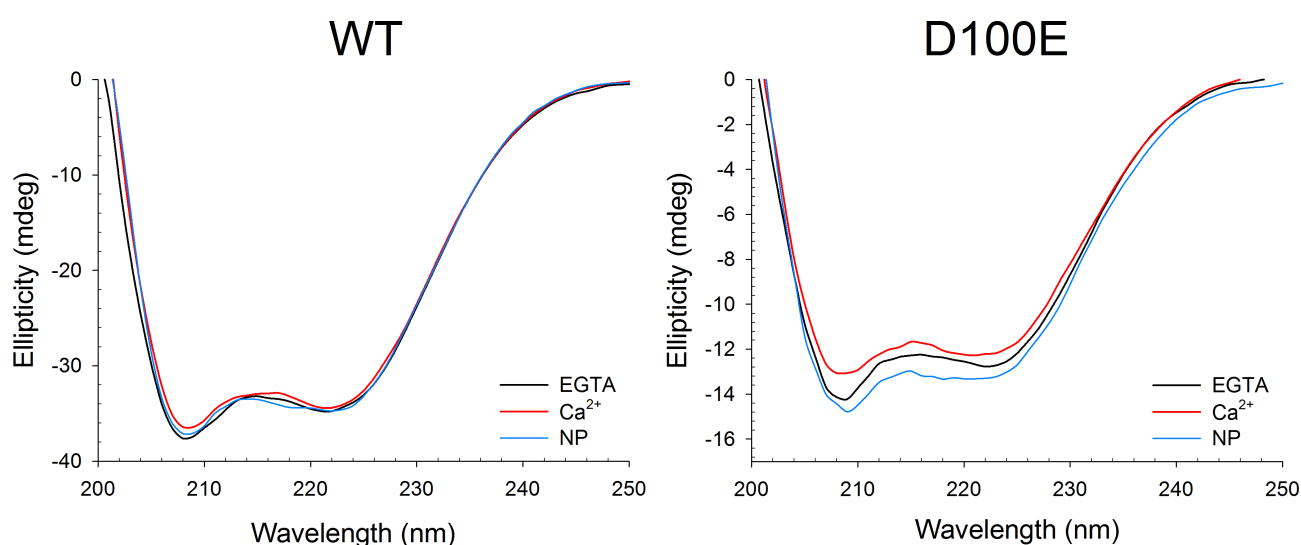 WT
0
-10
-20
-30
-40
Ellipticity (mdeg)
EGTA
Ca²⁺
NP
200 210 220 230 240 250
Wavelength (nm)
D100E
0
-2
-4
-6
-8
-10
-12
-14
-16
Ellipticity (mdeg)
EGTA
Ca²⁺
NP
200 210 220 230 240 250
Wavelength (nm)